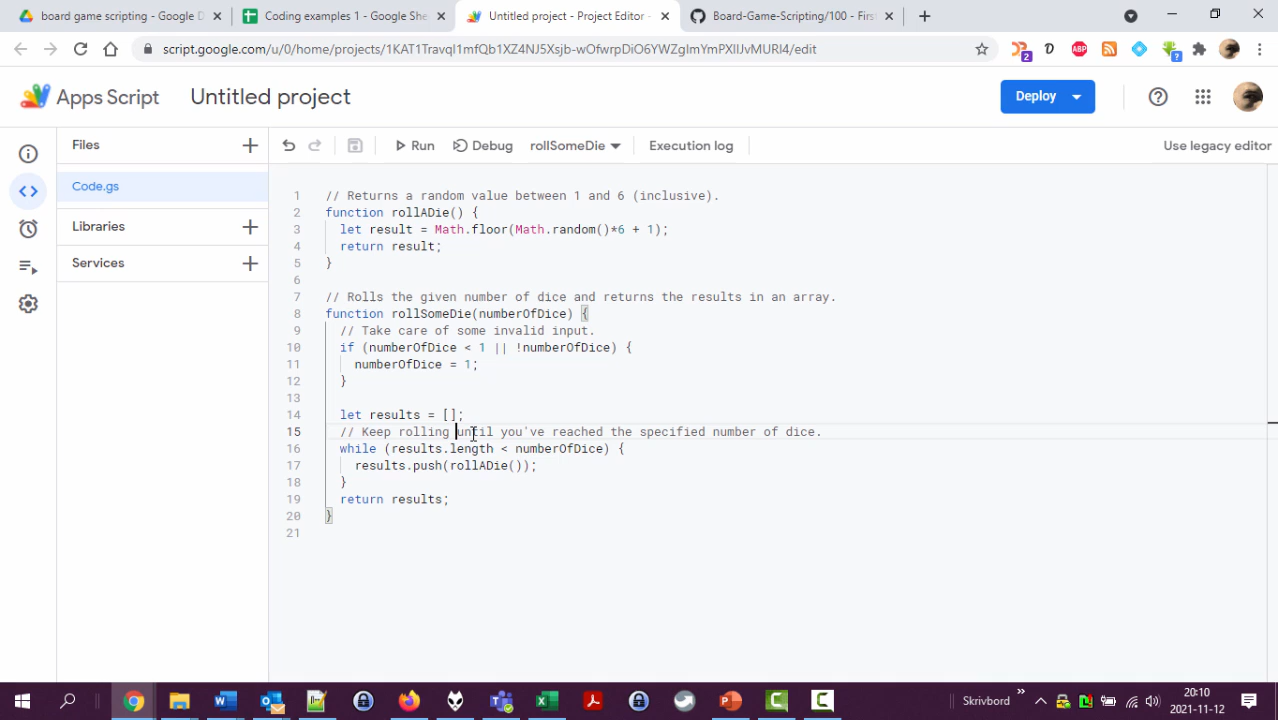 board game scripting - Google D
Coding examples 1 - Google She
Untitled project - Project Editor -
Board-Game-Scripting/100 - Firs
script.google.com/u/0/home/projects/1KAT1TravqI1mfQb1XZ4NJ5Xsjb-wOfwrpDiO6YWZgImYmPXIIJvMURI4/edit
Apps Script
Untitled project
Deploy
Files
Run
Debug
rollSomeDie
Execution log
Use legacy editor
Code.gs
Libraries
Services
1 // Returns a random value between 1 and 6 (inclusive).
2 function rollADie() {
3 let result = Math.floor(Math.random()*6 + 1);
4 return result;
5 }
6
7 // Rolls the given number of dice and returns the results in an array.
8 function rollSomeDie(numberOfDice) {
9 // Take care of some invalid input.
10 if (numberOfDice < 1 || !numberOfDice) {
11 numberOfDice = 1;
12 }
13
14 let results = [];
15 // Keep rolling until you've reached the specified number of dice.
16 while (results.length < numberOfDice) {
17 results.push(rollADie());
18 }
19 return results;
20 }
21
Skrivbord
20:10
2021-11-12